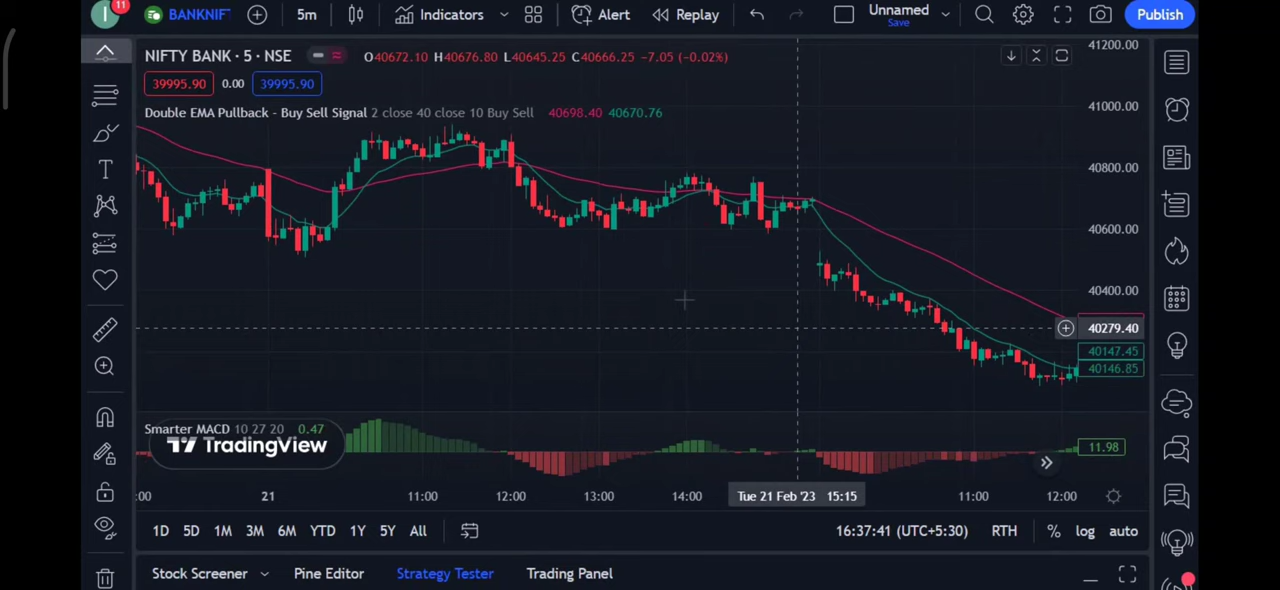 11
BANKNIF
5m
Indicators
Alert
Replay
Unnamed
Save
Publish
NIFTY BANK · 5 · NSE
O40672.10 H40676.80 L40645.25 C40666.25 −7.05 (−0.02%)
39995.90 0.00 39995.90
Double EMA Pullback - Buy Sell Signal 2 close 40 close 10 Buy Sell 40698.40 40670.76
41200.00
41000.00
40800.00
40600.00
40400.00
40279.40
40147.45
40146.85
Smarter MACD 10 27 20 0.47
TradingView
11.98
:00 21 11:00 12:00 13:00 14:00 Tue 21 Feb '23 15:15 11:00 12:00
1D 5D 1M 3M 6M YTD 1Y 5Y All
16:37:41 (UTC+5:30) RTH % log auto
Stock Screener Pine Editor Strategy Tester Trading Panel